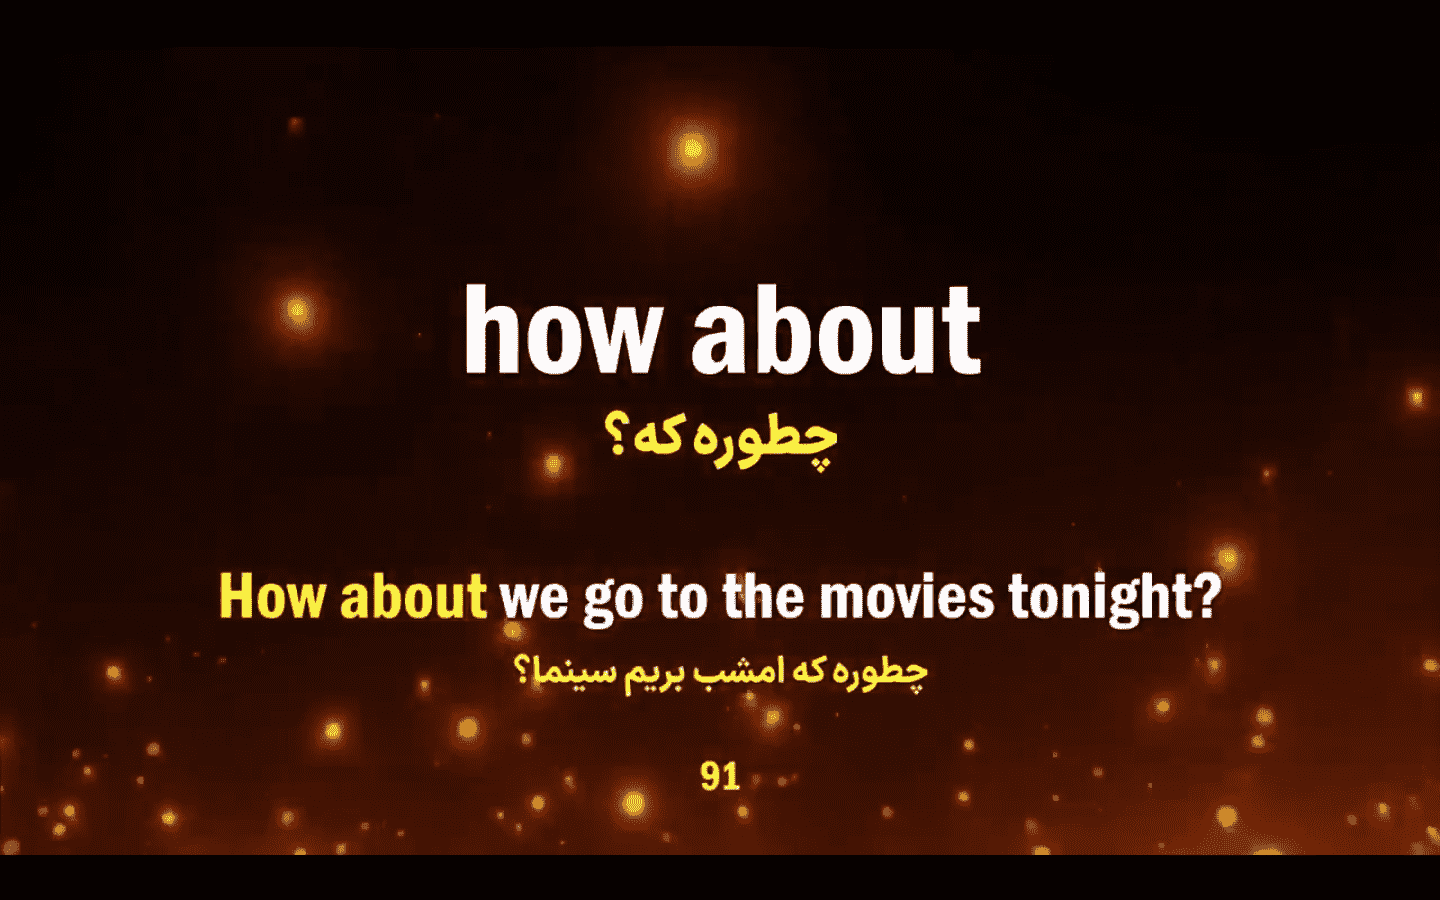 how about
چطوره که؟
How about we go to the movies tonight?
چطوره که امشب بریم سینما؟
91